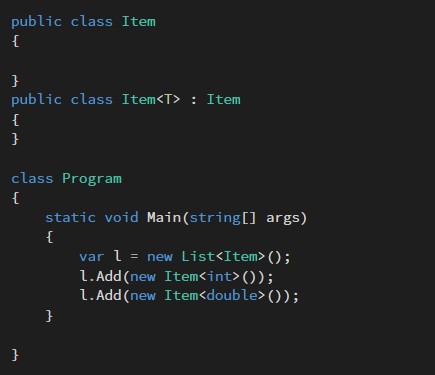 public class Item
{
}
public class Item<T> : Item
{
}
class Program
{
static void Main(string[] args)
{
var l = new List<Item>();
l.Add(new Item<int>());
l.Add(new Item<double>());
}
}